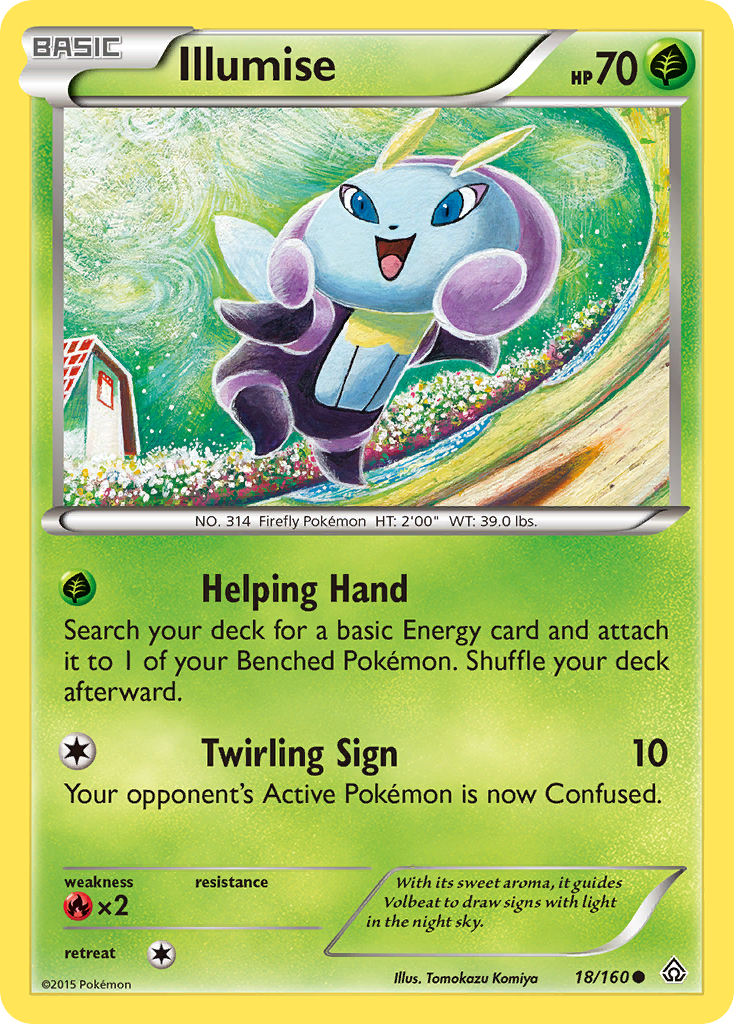 BASIC
Illumise
HP 70
NO. 314 Firefly Pokémon HT: 2'00" WT: 39.0 lbs.
Helping Hand
Search your deck for a basic Energy card and attach
it to 1 of your Benched Pokémon. Shuffle your deck
afterward.
Twirling Sign 10
Your opponent's Active Pokémon is now Confused.
weakness resistance
×2
With its sweet aroma, it guides
Volbeat to draw signs with light
in the night sky.
retreat
©2015 Pokémon
Illus. Tomokazu Komiya
18/160